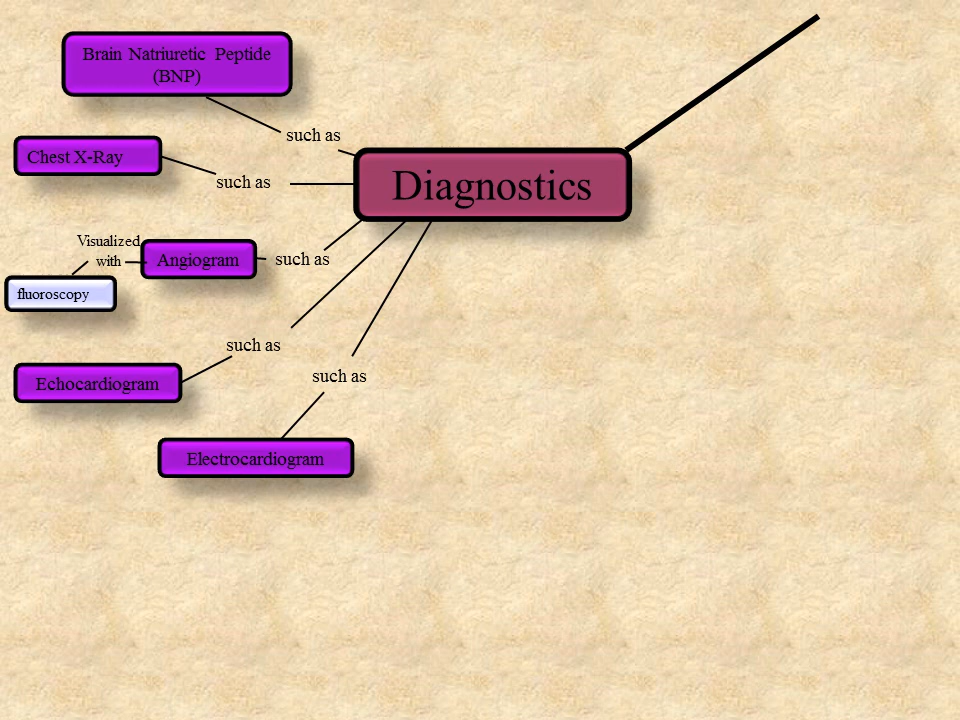 Brain Natriuretic Peptide
(BNP)
such as
Chest X-Ray
such as
Diagnostics
Visualized
with
Angiogram
such as
fluoroscopy
such as
Echocardiogram
such as
Electrocardiogram